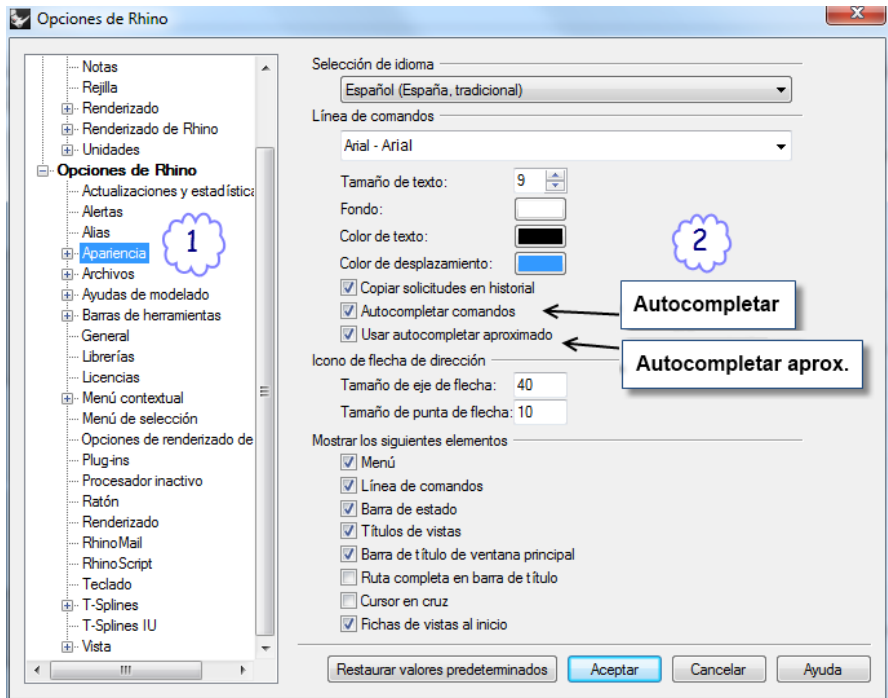 Opciones de Rhino
Notas
Rejilla
Renderizado
Renderizado de Rhino
Unidades
Opciones de Rhino
Actualizaciones y estadística
Alertas
Alias
Apariencia
Archivos
Ayudas de modelado
Barras de herramientas
General
Librerías
Licencias
Menú contextual
Menú de selección
Opciones de renderizado de
Plug-ins
Procesador inactivo
Ratón
Renderizado
RhinoMail
RhinoScript
Teclado
T-Splines
T-Splines IU
Vista
1
Selección de idioma
Español (España, tradicional)
Línea de comandos
Arial - Arial
Tamaño de texto: 9
Fondo:
Color de texto:
Color de desplazamiento:
2
Copiar solicitudes en historial
Autocompletar comandos
Autocompletar
Usar autocompletar aproximado
Autocompletar aprox.
Icono de flecha de dirección
Tamaño de eje de flecha: 40
Tamaño de punta de flecha: 10
Mostrar los siguientes elementos
Menú
Línea de comandos
Barra de estado
Títulos de vistas
Barra de título de ventana principal
Ruta completa en barra de título
Cursor en cruz
Fichas de vistas al inicio
Restaurar valores predeterminados Aceptar Cancelar Ayuda